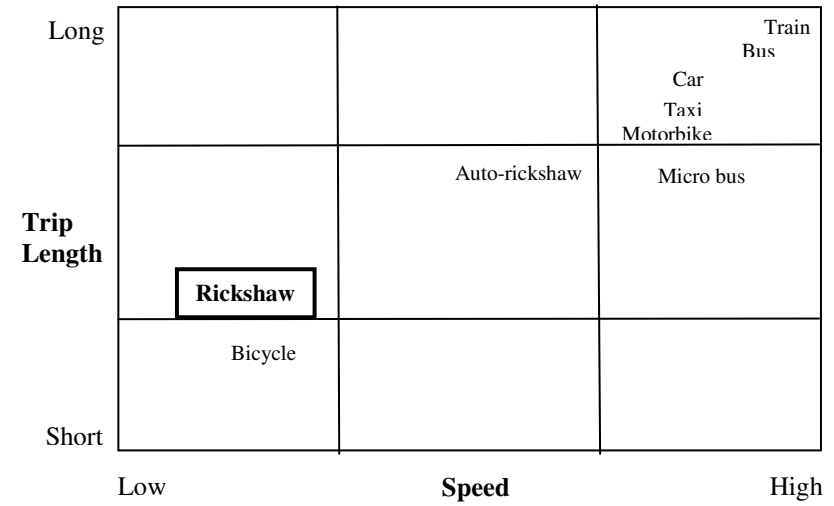 Long
Train
Bus
Car
Taxi
Motorbike
Auto-rickshaw
Micro bus
Trip
Length
Rickshaw
Bicycle
Short
Low
Speed
High